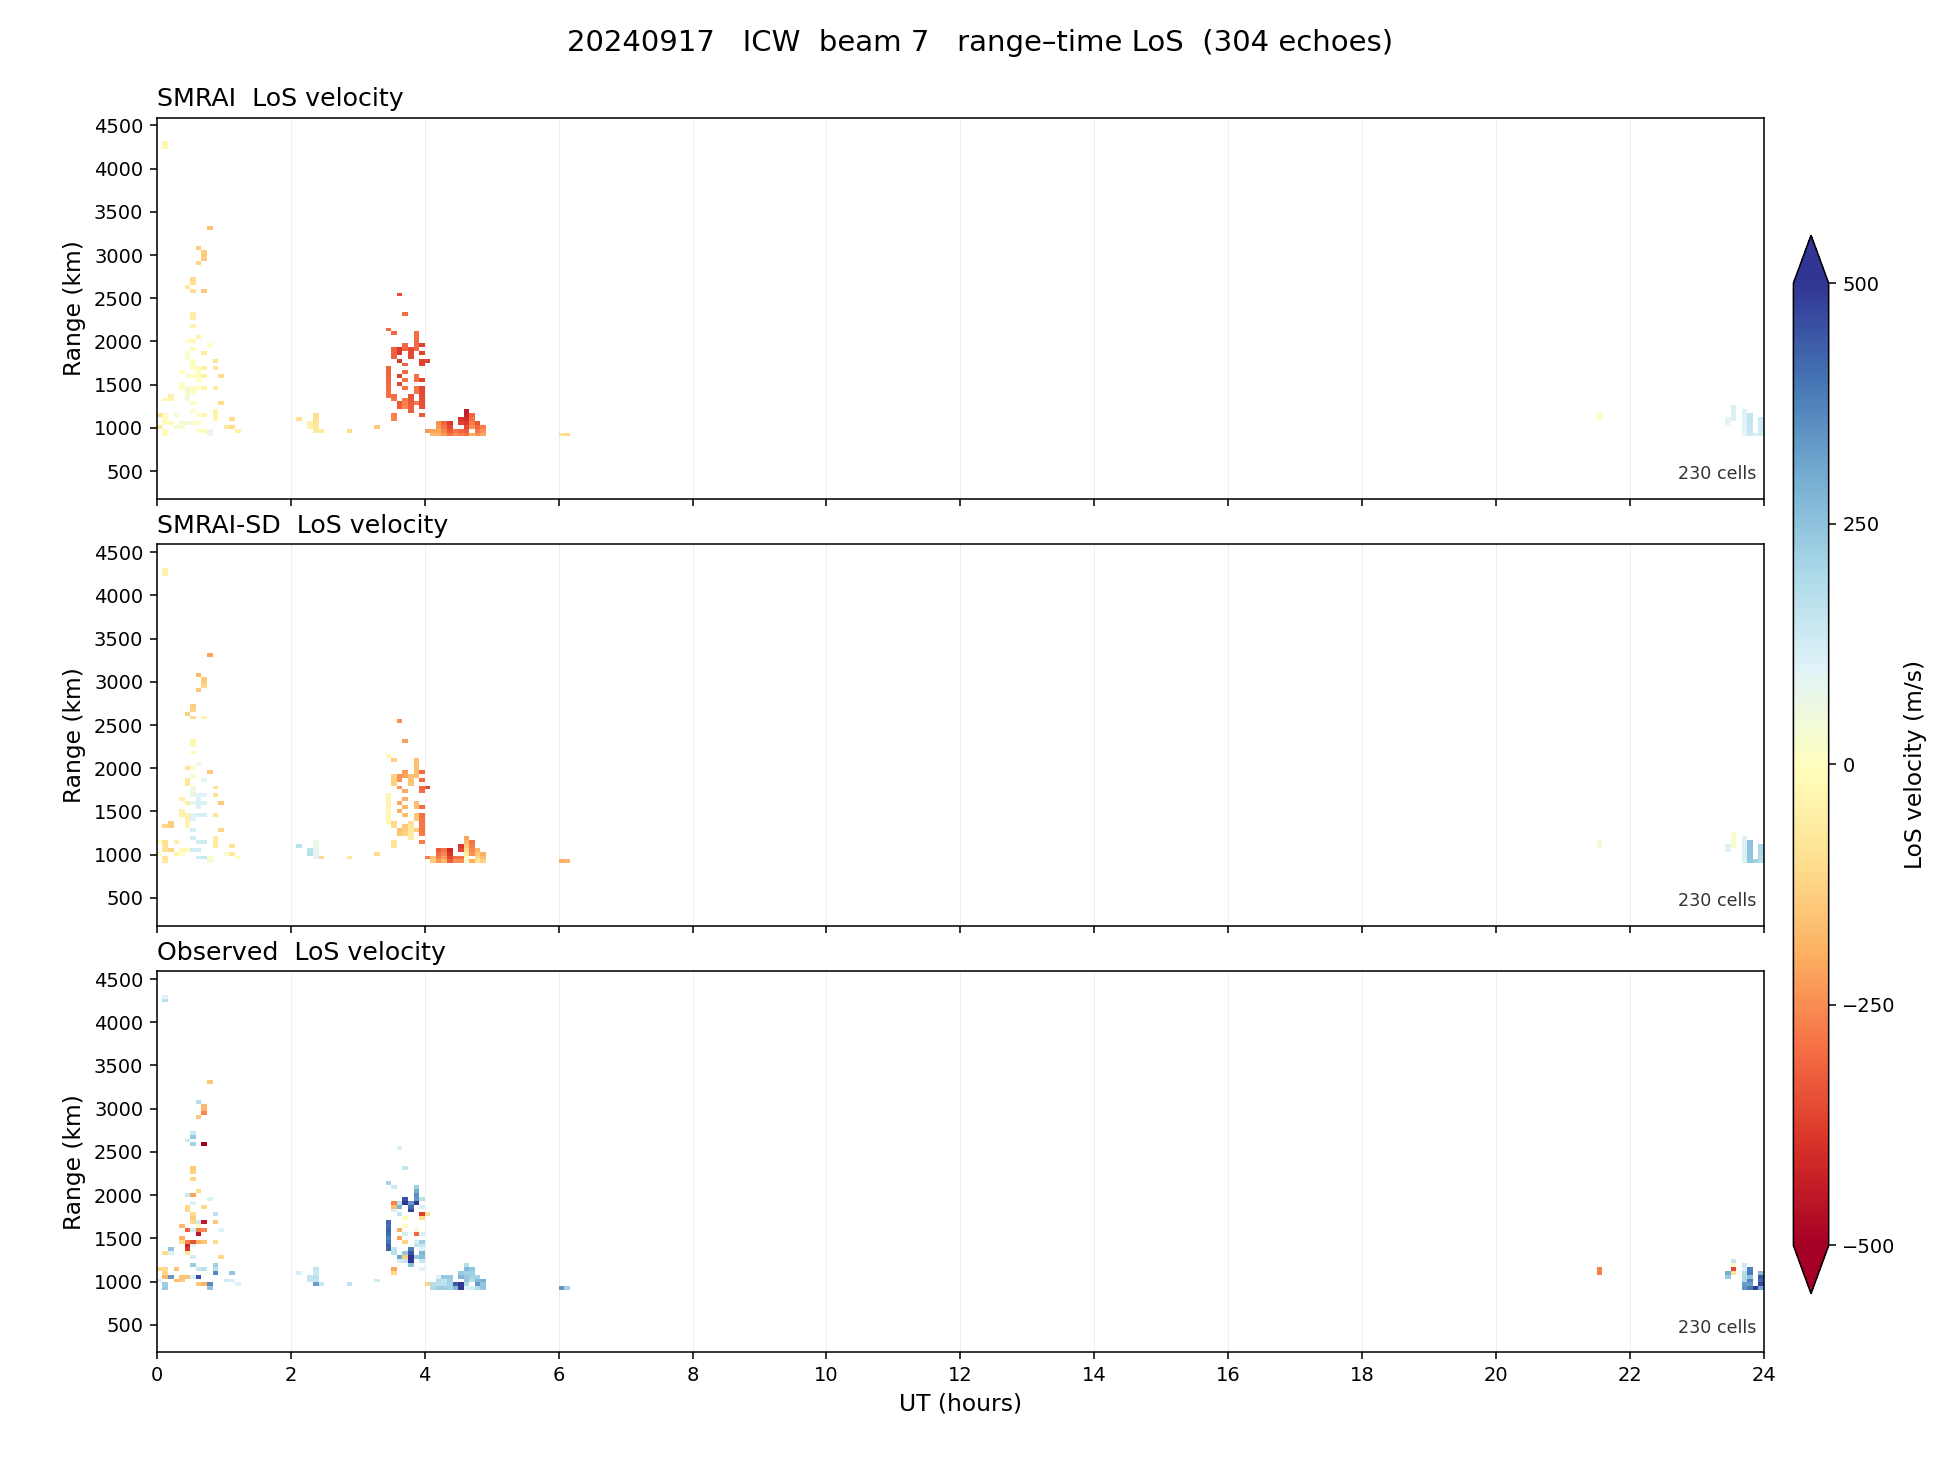 20240917   ICW  beam 7   range–time LoS  (304 echoes)
SMRAI  LoS velocity
4500
4000
3500
3000
2500
2000
1500
1000
500
Range (km)
230 cells
SMRAI-SD  LoS velocity
4500
4000
3500
3000
2500
2000
1500
1000
500
Range (km)
230 cells
Observed  LoS velocity
4500
4000
3500
3000
2500
2000
1500
1000
500
Range (km)
230 cells
0 2 4 6 8 10 12 14 16 18 20 22 24
UT (hours)
500
250
0
−250
−500
LoS velocity (m/s)